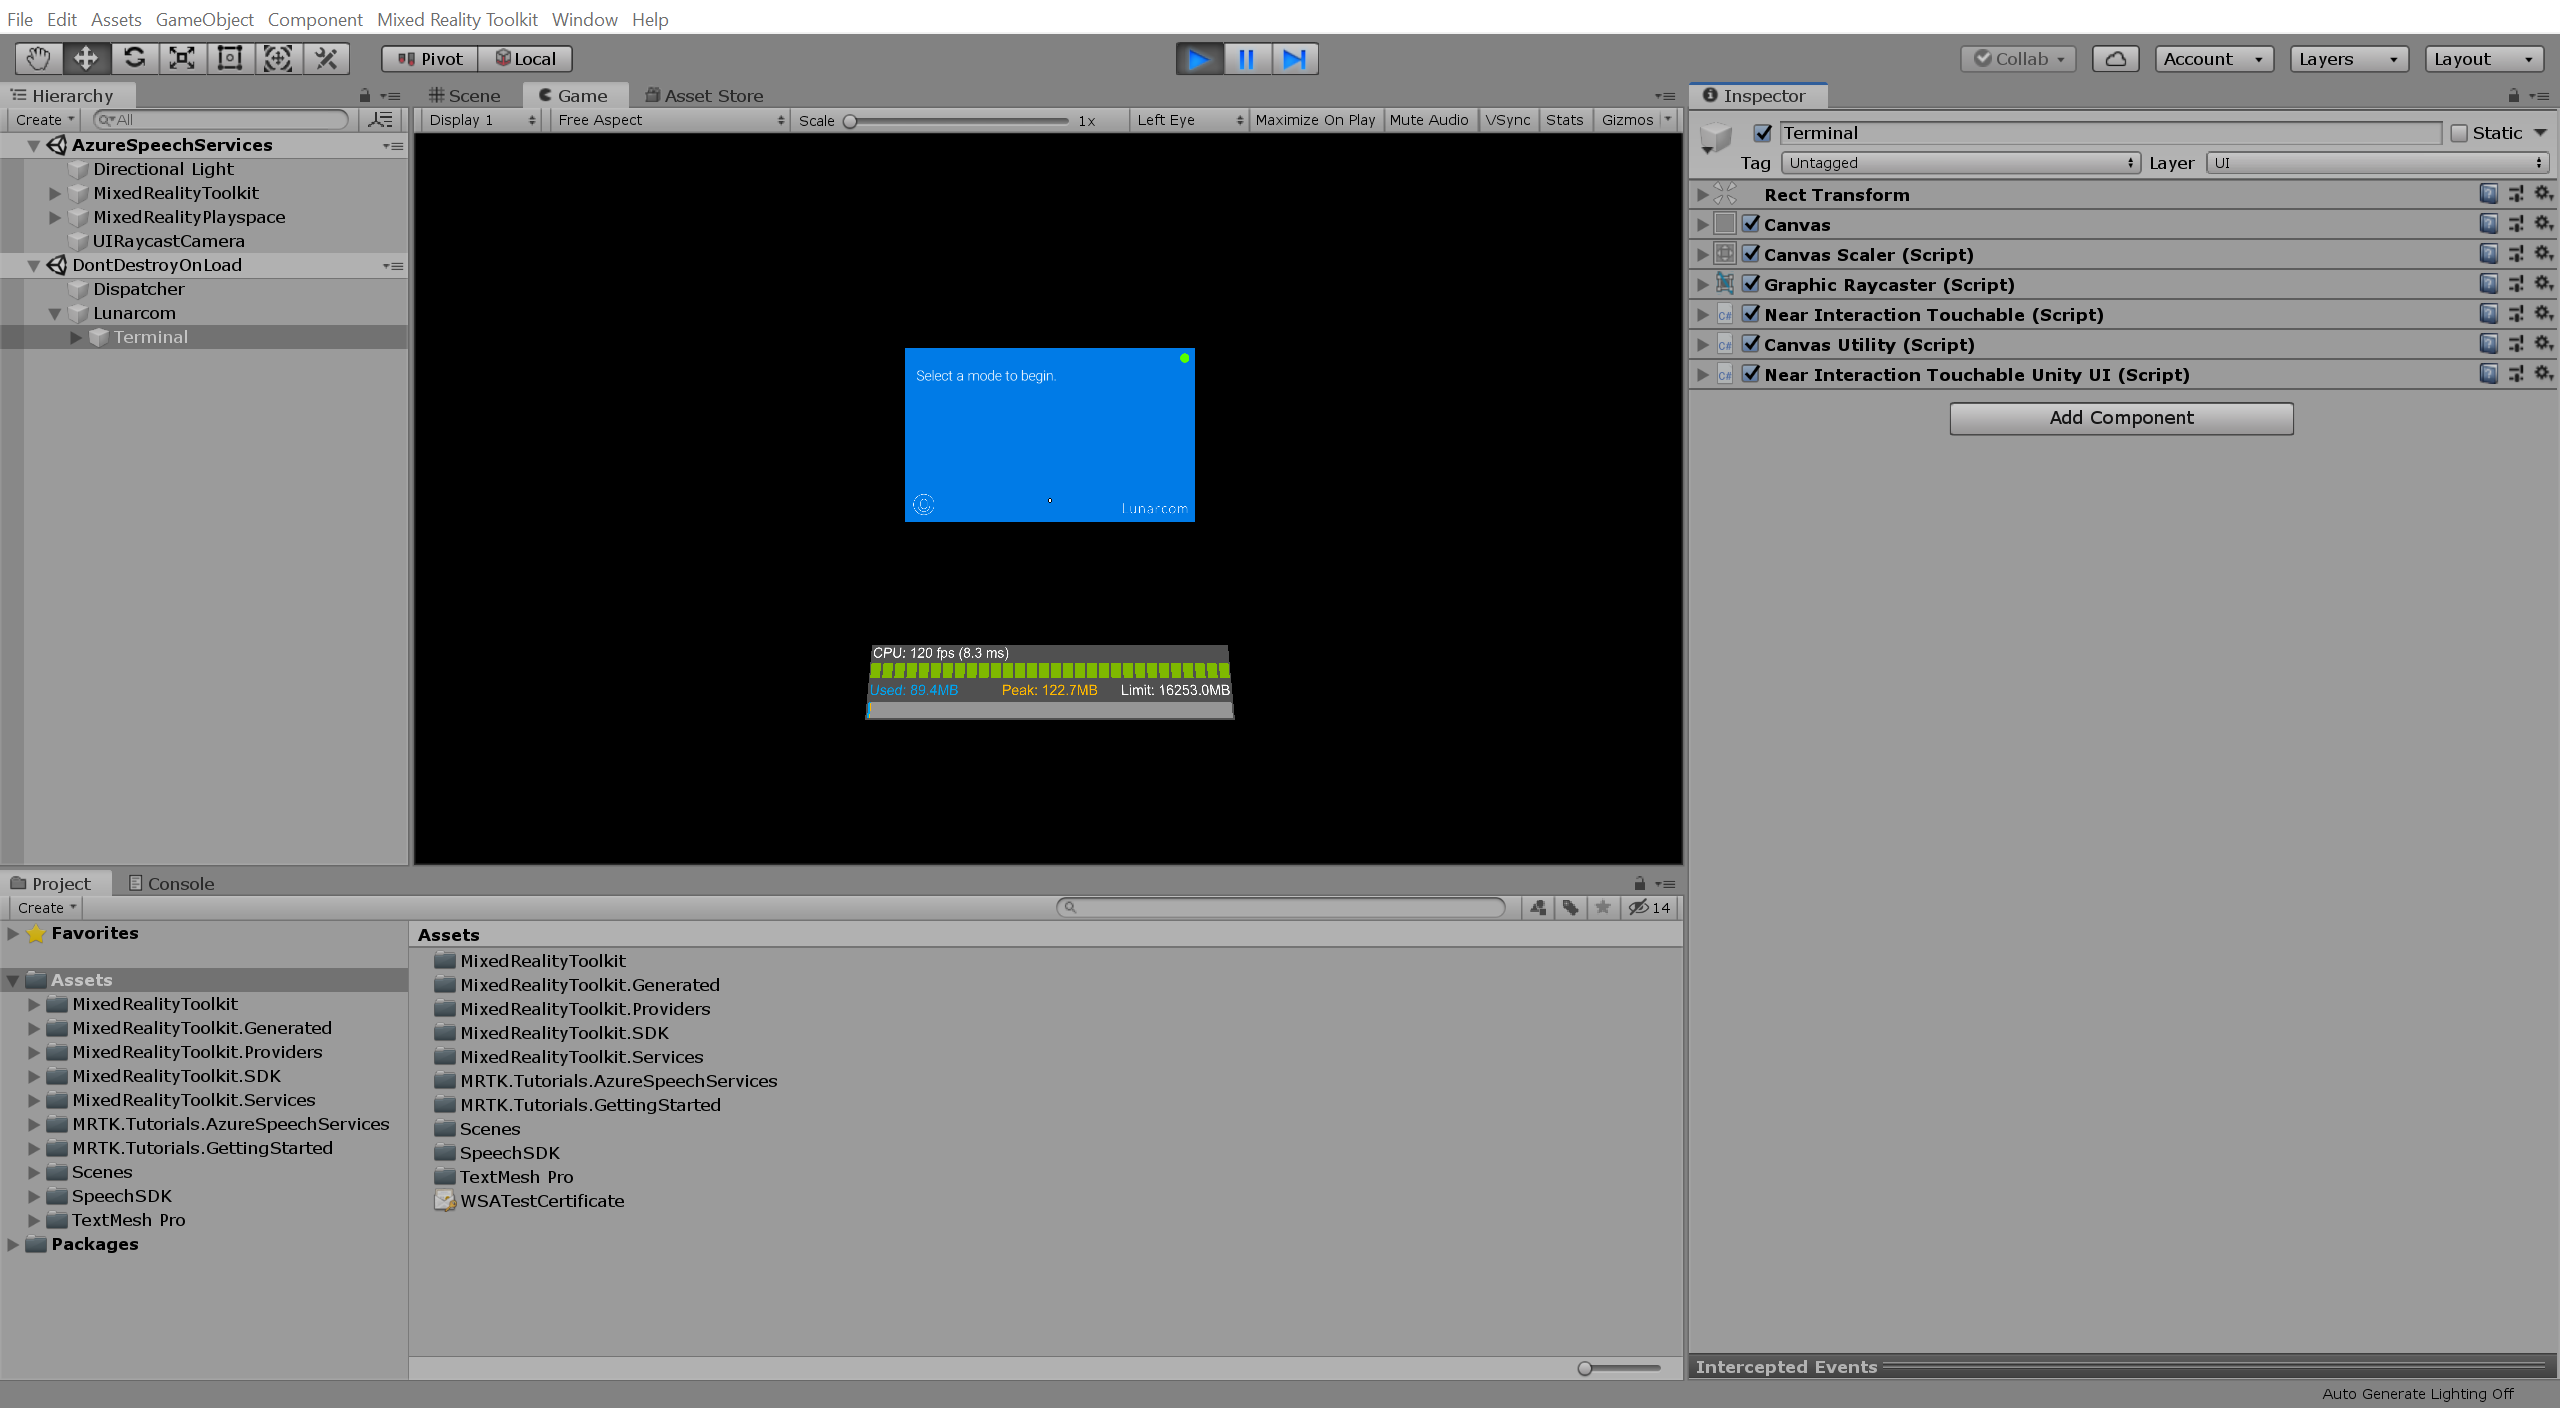 File Edit Assets GameObject Component Mixed Reality Toolkit Window Help
Pivot Local Collab Account Layers Layout
Hierarchy
Create All
AzureSpeechServices
Directional Light
MixedRealityToolkit
MixedRealityPlayspace
UIRaycastCamera
DontDestroyOnLoad
Dispatcher
Lunarcom
Terminal
Scene Game Asset Store
Display 1 Free Aspect Scale 1x Left Eye Maximize On Play Mute Audio VSync Stats Gizmos
Select a mode to begin.
©
Lunarcom
CPU: 120 fps (8.3 ms)
Used: 89.4MB Peak: 122.7MB Limit: 16253.0MB
Inspector
Terminal Static
Tag Untagged Layer UI
Rect Transform
Canvas
Canvas Scaler (Script)
Graphic Raycaster (Script)
C# Near Interaction Touchable (Script)
C# Canvas Utility (Script)
C# Near Interaction Touchable Unity UI (Script)
Add Component
Project Console
Create 14
Favorites
Assets
MixedRealityToolkit
MixedRealityToolkit.Generated
MixedRealityToolkit.Providers
MixedRealityToolkit.SDK
MixedRealityToolkit.Services
MRTK.Tutorials.AzureSpeechServices
MRTK.Tutorials.GettingStarted
Scenes
SpeechSDK
TextMesh Pro
Packages
Assets
MixedRealityToolkit
MixedRealityToolkit.Generated
MixedRealityToolkit.Providers
MixedRealityToolkit.SDK
MixedRealityToolkit.Services
MRTK.Tutorials.AzureSpeechServices
MRTK.Tutorials.GettingStarted
Scenes
SpeechSDK
TextMesh Pro
WSATestCertificate
Intercepted Events
Auto Generate Lighting Off